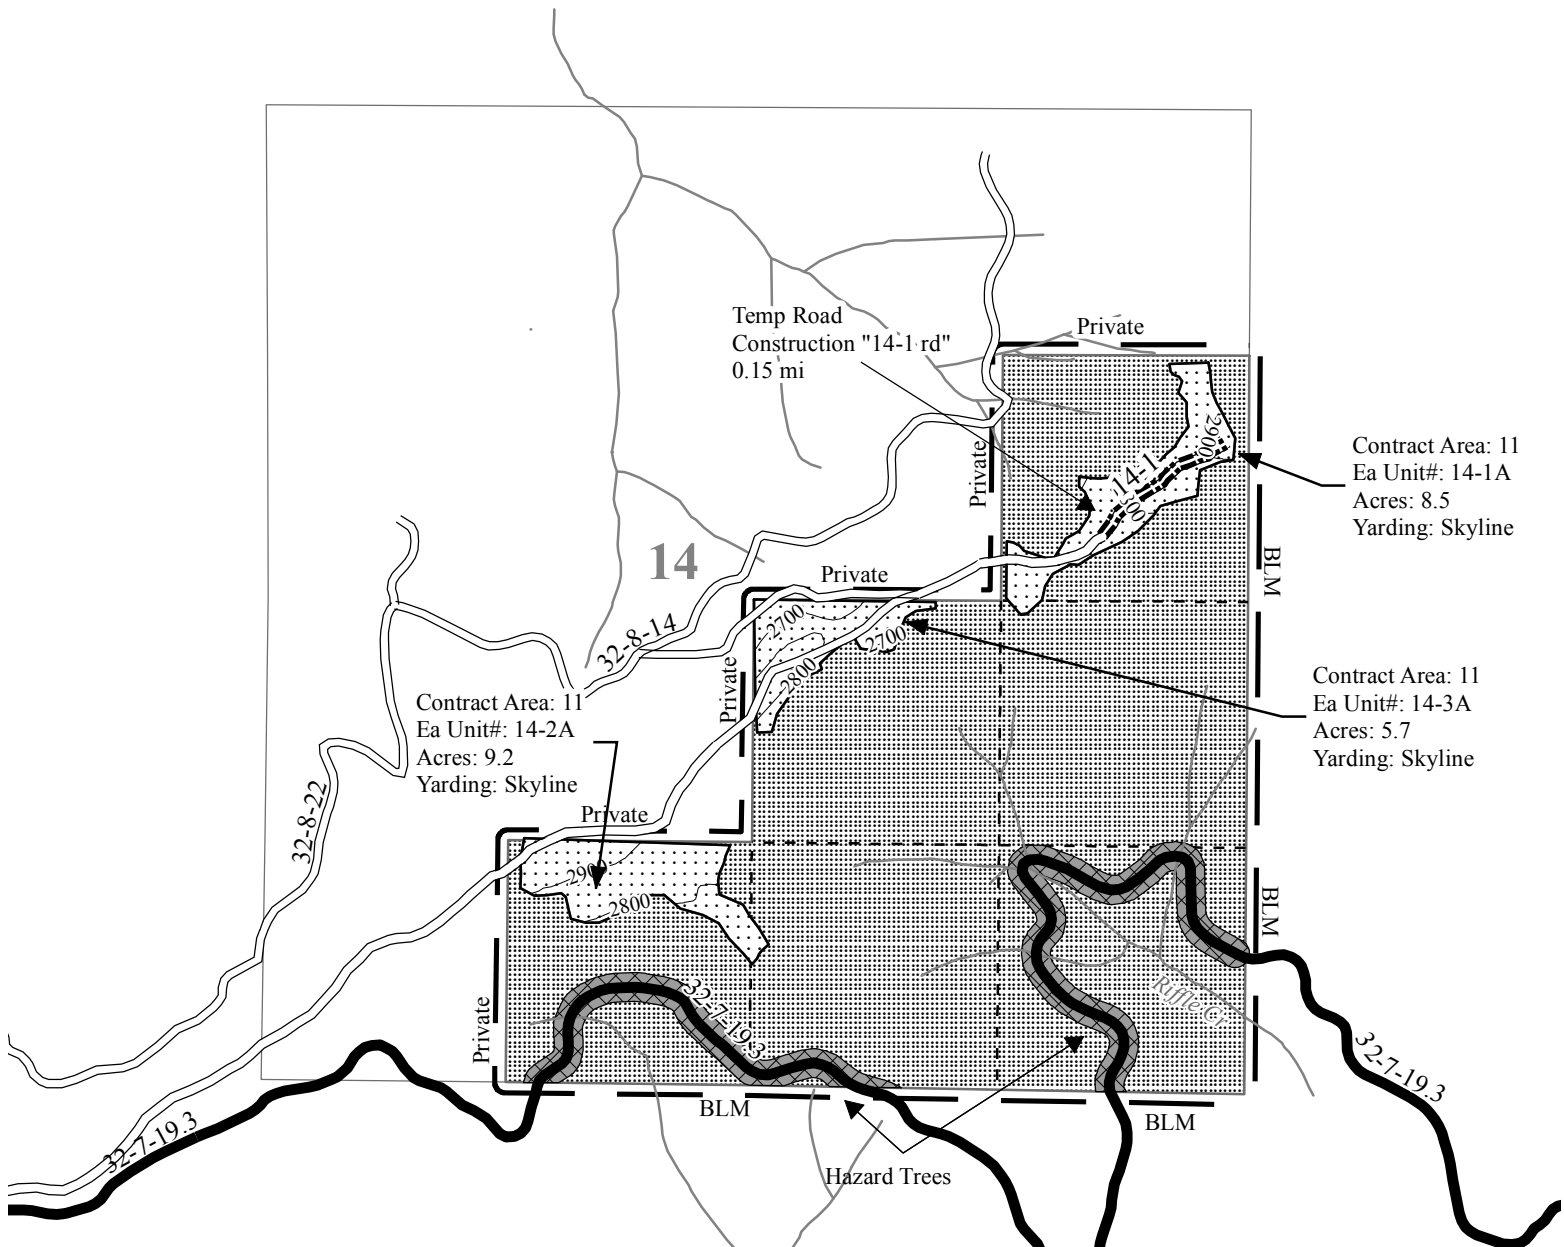 Private
Temp Road
Construction "14-1 rd"
0.15 mi
2900
Contract Area: 11
Ea Unit#: 14-1A
Acres: 8.5
Yarding: Skyline
Private
14-1
14
Private
BLM
32-8-14
2700
2700
2800
Private
Contract Area: 11
Ea Unit#: 14-2A
Acres: 9.2
Yarding: Skyline
Contract Area: 11
Ea Unit#: 14-3A
Acres: 5.7
Yarding: Skyline
32-8-22
Private
2900
2800
BLM
Private
32-7-19.3
Riffle Cr
32-7-19.3
32-7-19.3
BLM
BLM
Hazard Trees